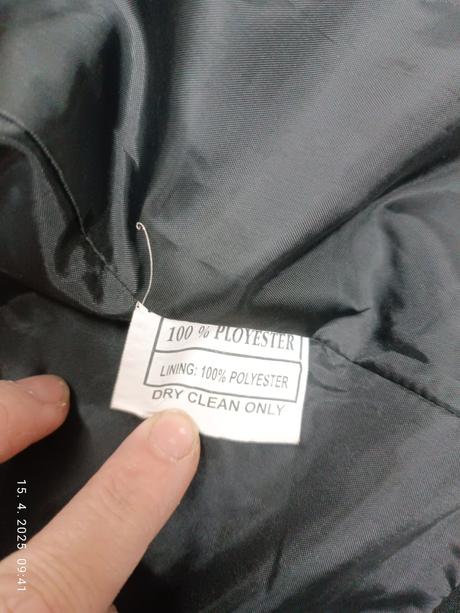 100 % PLOYESTER
LINING: 100% POLYESTER
DRY CLEAN ONLY
15. 4. 2025 09:41